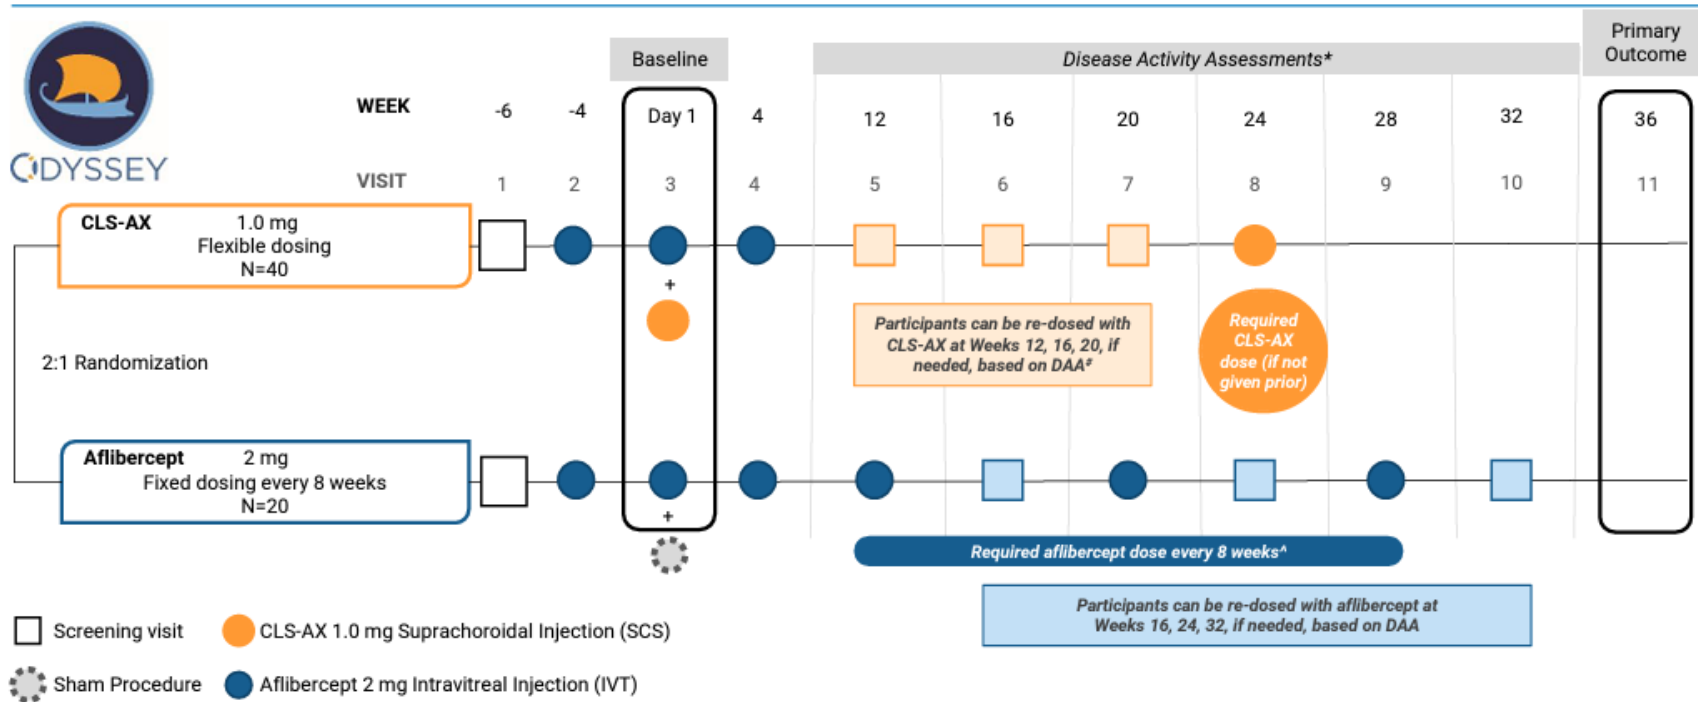 Baseline
Disease Activity Assessments*
Primary
Outcome
WEEK -6 -4 Day 1 4 12 16 20 24 28 32 36
ODYSSEY
VISIT 1 2 3 4 5 6 7 8 9 10 11
CLS-AX 1.0 mg
Flexible dosing
N=40
+
Participants can be re-dosed with
CLS-AX at Weeks 12, 16, 20, if
needed, based on DAA#
Required
CLS-AX
dose (if not
given prior)
2:1 Randomization
Aflibercept 2 mg
Fixed dosing every 8 weeks
N=20
+
Required aflibercept dose every 8 weeks^
Participants can be re-dosed with aflibercept at
Weeks 16, 24, 32, if needed, based on DAA
Screening visit
CLS-AX 1.0 mg Suprachoroidal Injection (SCS)
Sham Procedure
Aflibercept 2 mg Intravitreal Injection (IVT)